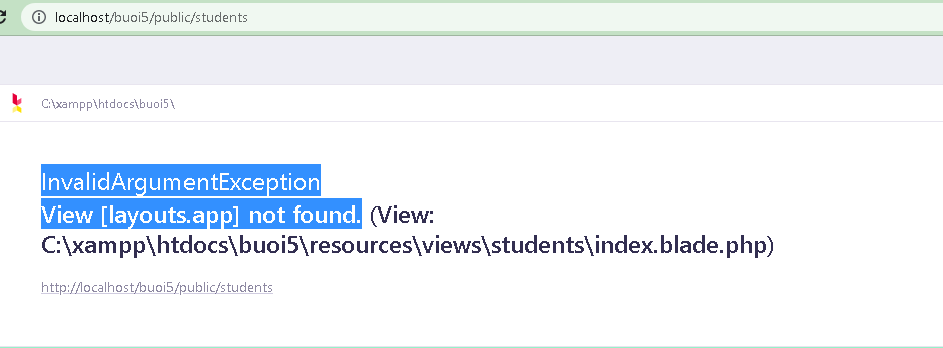 localhost/buoi5/public/students
C:\xampp\htdocs\buoi5\
InvalidArgumentException
View [layouts.app] not found. (View:
C:\xampp\htdocs\buoi5\resources\views\students\index.blade.php)
http://localhost/buoi5/public/students